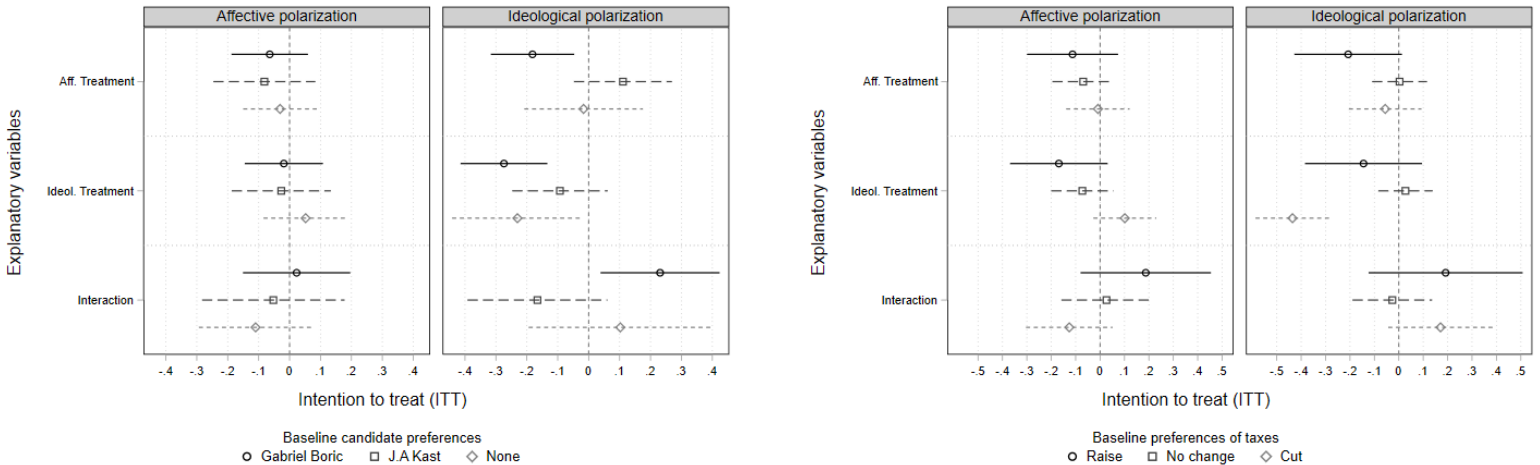 Affective polarization Ideological polarization
Explanatory variables
Aff. Treatment
Ideol. Treatment
Interaction
-.4 -.3 -.2 -.1 0 .1 .2 .3 .4 -.4 -.3 -.2 -.1 0 .1 .2 .3 .4
Intention to treat (ITT)
Baseline candidate preferences
Gabriel Boric J.A Kast None
Affective polarization Ideological polarization
Explanatory variables
Aff. Treatment
Ideol. Treatment
Interaction
-.5 -.4 -.3 -.2 -.1 0 .1 .2 .3 .4 .5 -.5 -.4 -.3 -.2 -.1 0 .1 .2 .3 .4 .5
Intention to treat (ITT)
Baseline preferences of taxes
Raise No change Cut